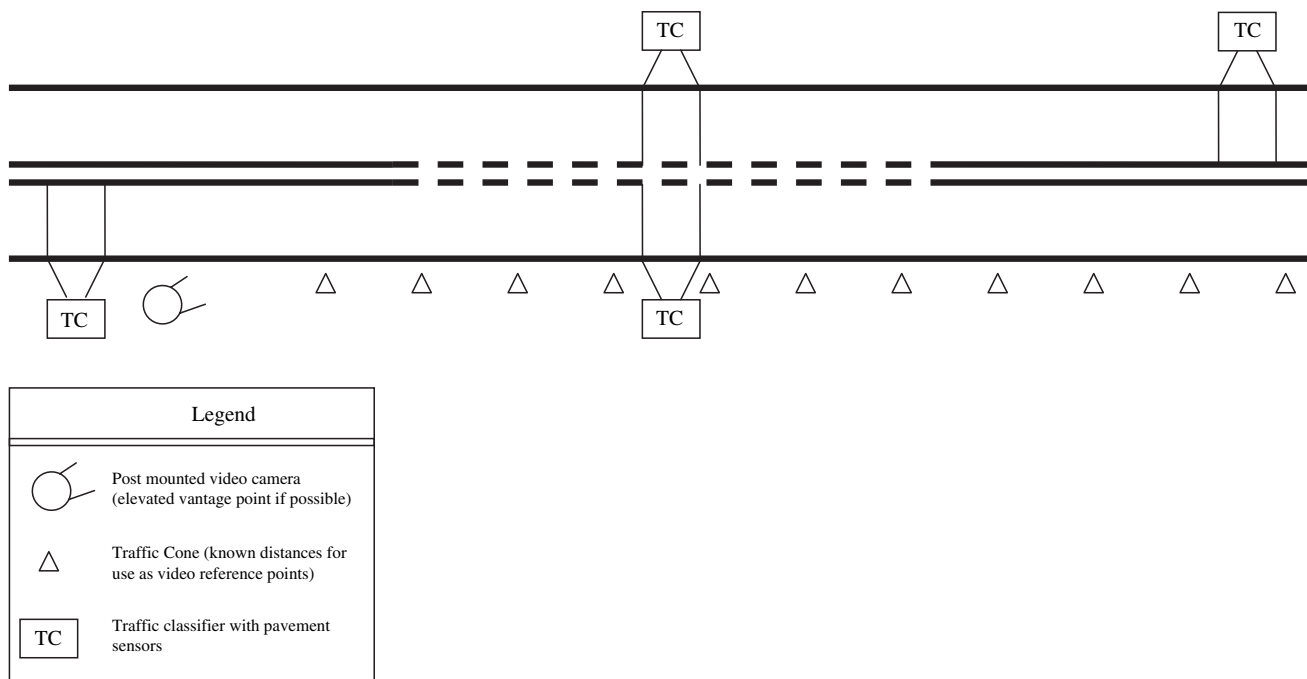 TC
TC
TC
TC
Legend
Post mounted video camera
(elevated vantage point if possible)
Traffic Cone (known distances for
use as video reference points)
TC
Traffic classifier with pavement
sensors